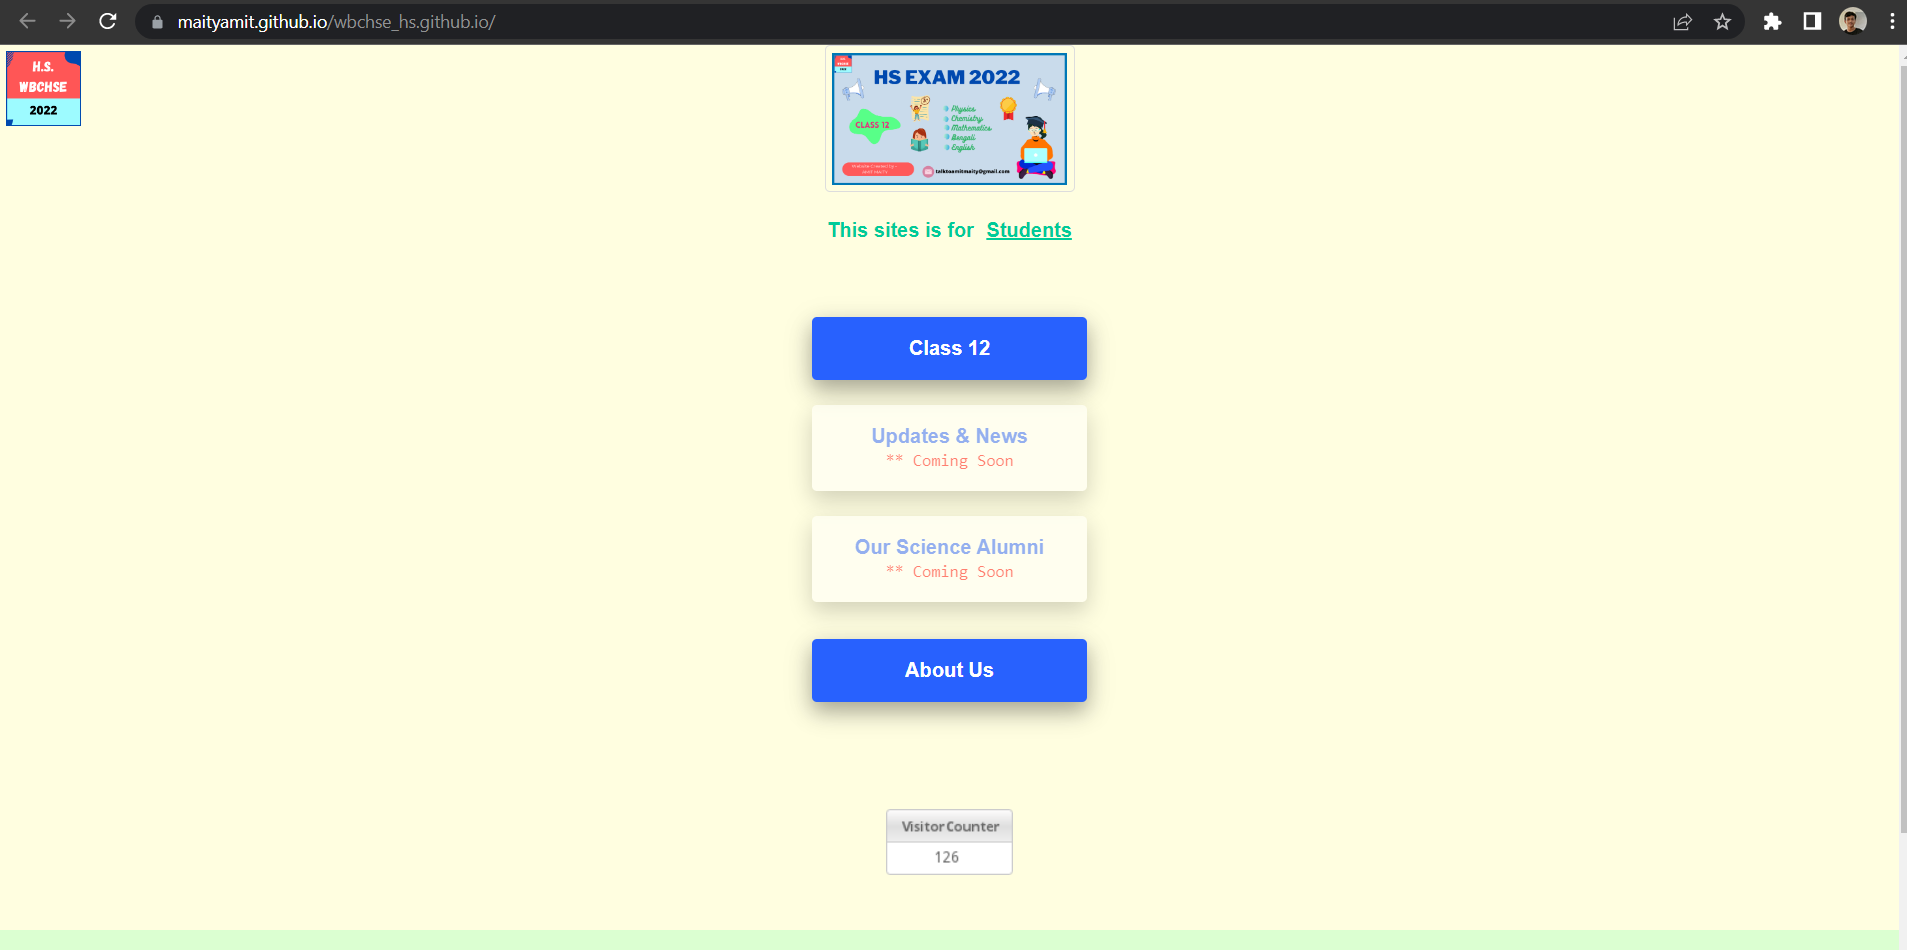 maityamit.github.io/wbchse_hs.github.io/
H.S.
WBCHSE
2022
HS EXAM 2022
CLASS 12
Physics
Chemistry
Mathematics
Bengali
English
talktoamitmaity@gmail.com
This sites is for Students
Class 12
Updates & News
** Coming Soon
Our Science Alumni
** Coming Soon
About Us
Visitor Counter
126